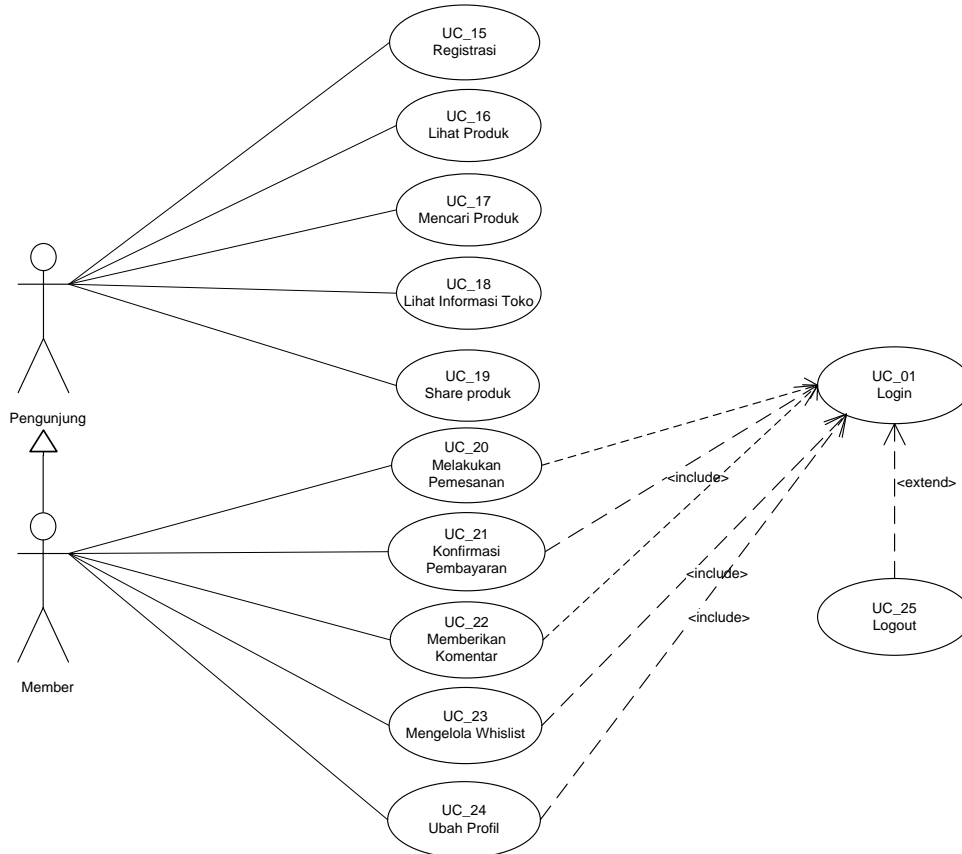 UC_15
Registrasi
UC_16
Lihat Produk
UC_17
Mencari Produk
UC_18
Lihat Informasi Toko
UC_19
Share produk
Pengunjung
UC_01
Login
UC_20
Melakukan
Pemesanan
<include>
<extend>
UC_21
Konfirmasi
Pembayaran
<include>
<include>
UC_22
Memberikan
Komentar
UC_25
Logout
Member
UC_23
Mengelola Whislist
UC_24
Ubah Profil